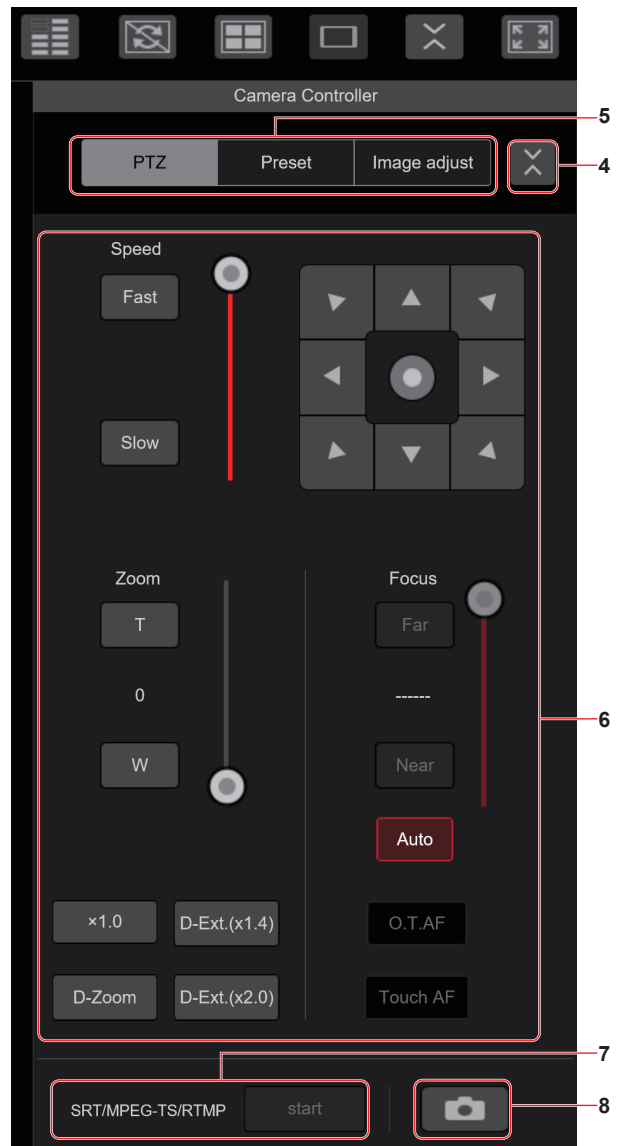 Camera Controller
5
PTZ Preset Image adjust
4
Speed
Fast
Slow
Zoom Focus
T Far
0 ------
6
W Near
Auto
×1.0 D-Ext.(x1.4) O.T.AF
D-Zoom D-Ext.(x2.0) Touch AF
7
SRT/MPEG-TS/RTMP start
8